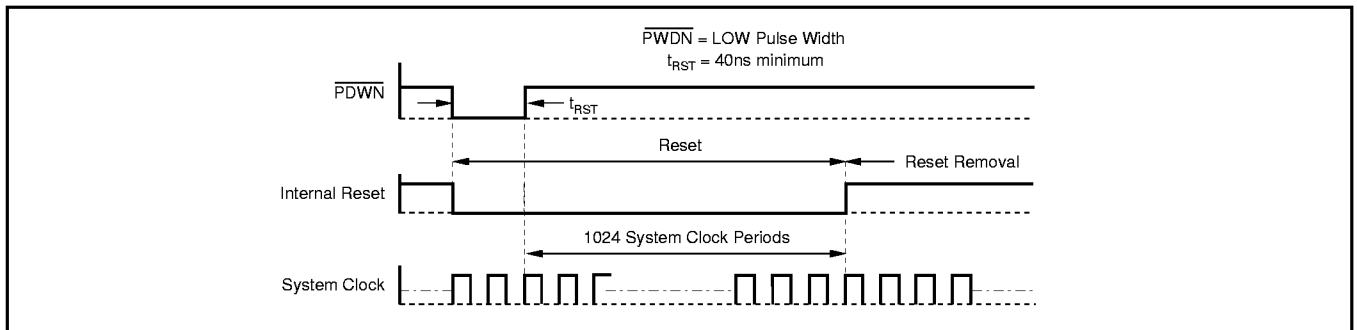 PWDN = LOW Pulse Width
tRST = 40ns minimum
PDWN
tRST
Reset
Reset Removal
Internal Reset
1024 System Clock Periods
System Clock